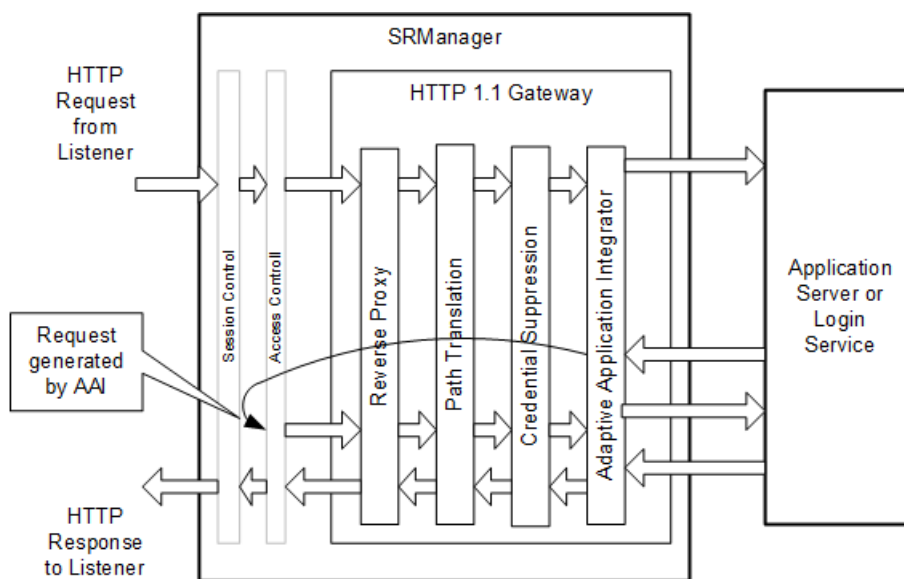 SRManager
HTTP
Request
from
Listener
HTTP 1.1 Gateway
Session Control
Access Controll
Reverse Proxy
Path Translation
Credential Suppression
Adaptive Application Integrator
Application
Server or
Login
Service
Request
generated
by AAI
HTTP
Response
to Listener